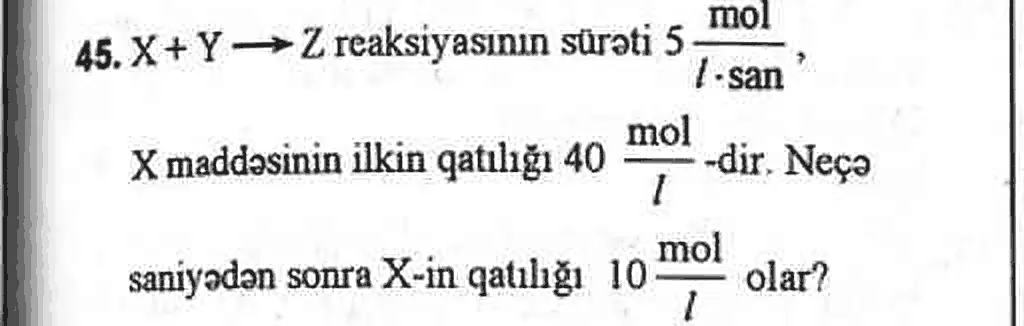 45. X + Y ⟶ Z reaksiyasının sürəti 5 mol/l·san ,
X maddəsinin ilkin qatılığı 40 mol/l -dir. Neçə
saniyədən sonra X-in qatılığı 10 mol/l olar?